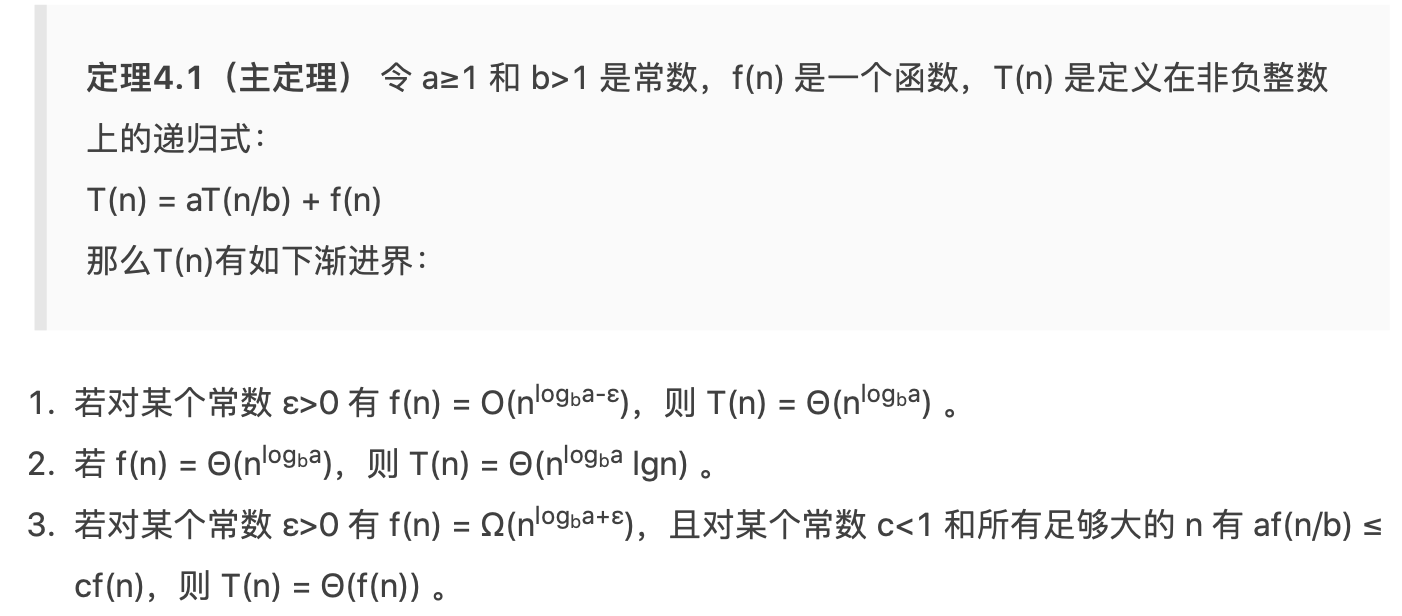 定理4.1（主定理） 令 a≥1 和 b>1 是常数，f(n) 是一个函数，T(n) 是定义在非负整数
上的递归式：
T(n) = aT(n/b) + f(n)
那么T(n)有如下渐进界：
1. 若对某个常数 ε>0 有 f(n) = O(n^(log_b a-ε))，则 T(n) = Θ(n^(log_b a)) 。
2. 若 f(n) = Θ(n^(log_b a))，则 T(n) = Θ(n^(log_b a) lgn) 。
3. 若对某个常数 ε>0 有 f(n) = Ω(n^(log_b a+ε))，且对某个常数 c<1 和所有足够大的 n 有 af(n/b) ≤
cf(n)，则 T(n) = Θ(f(n)) 。